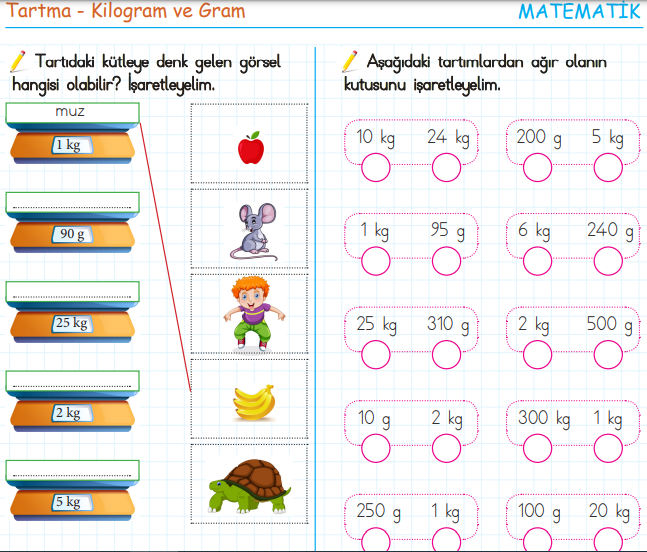 Tartma - Kilogram ve Gram
MATEMATİK
Tartıdaki kütleye denk gelen görsel
hangisi olabilir? İşaretleyelim.
muz
1 kg
90 g
25 kg
2 kg
5 kg
Aşağıdaki tartımlardan ağır olanın
kutusunu işaretleyelim.
10 kg 24 kg 200 g 5 kg
1 kg 95 g 6 kg 240 g
25 kg 310 g 2 kg 500 g
10 g 2 kg 300 kg 1 kg
250 g 1 kg 100 g 20 kg